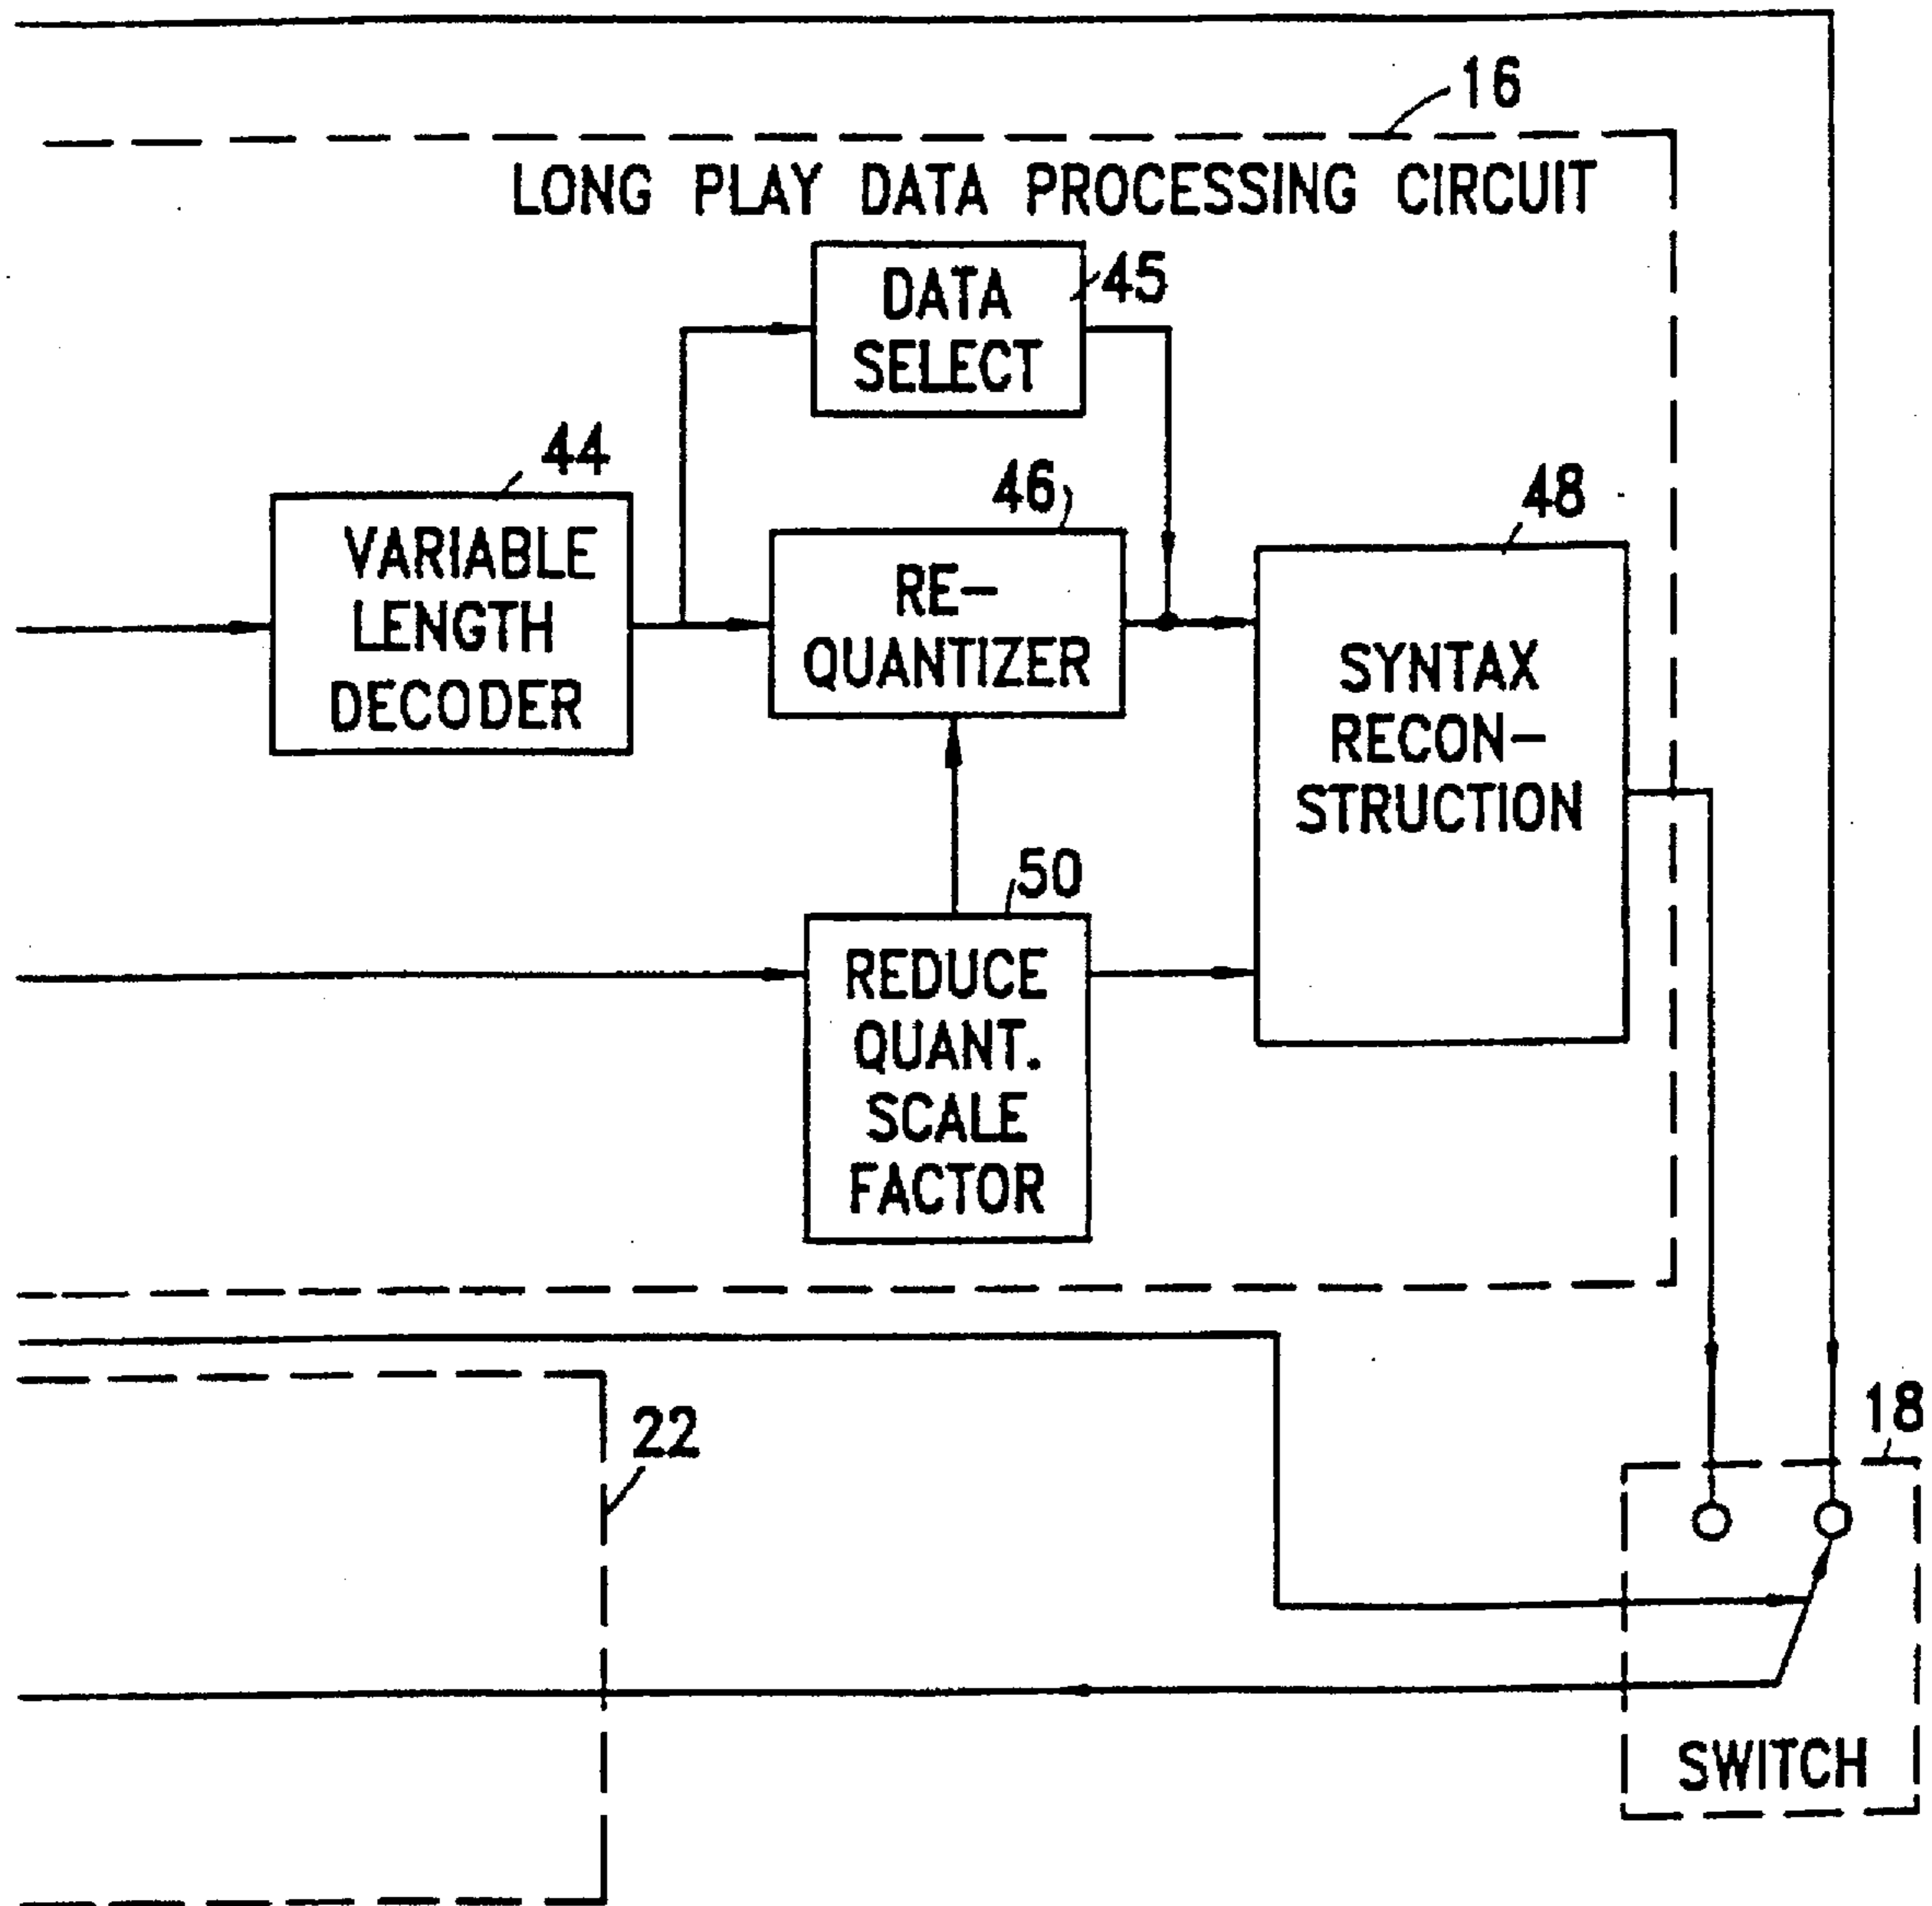 16
LONG PLAY DATA PROCESSING CIRCUIT
45
DATA
SELECT
44
VARIABLE
LENGTH
DECODER
46
RE-
QUANTIZER
48
SYNTAX
RECON-
STRUCTION
50
REDUCE
QUANT.
SCALE
FACTOR
22
18
SWITCH